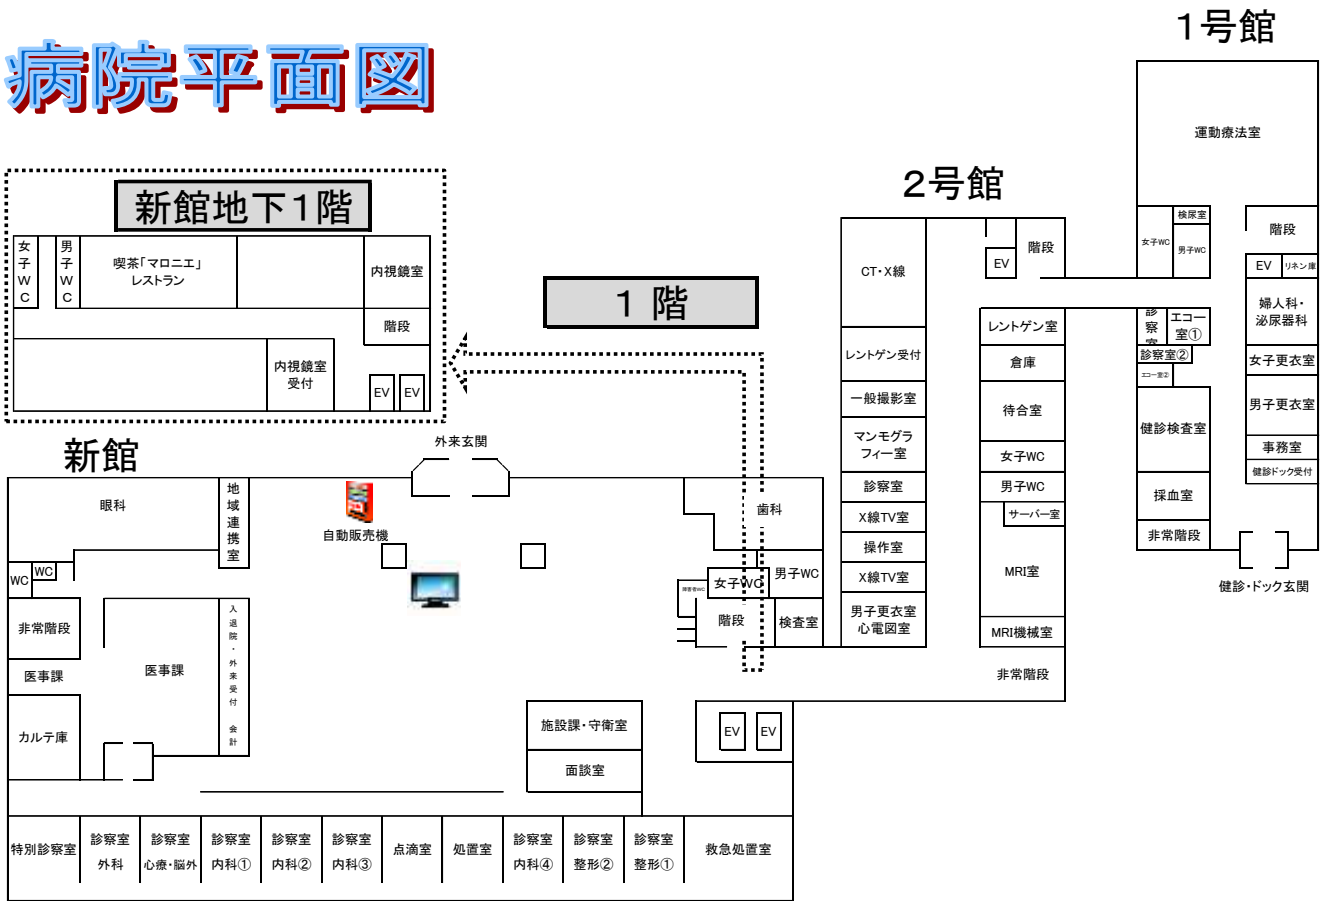 病院平面図
1号館
運動療法室
検尿室
女子WC
男子WC
階段
EV
リネン庫
診察室
エコー室①
婦人科・
泌尿器科
診察室②
エコー室②
女子更衣室
健診検査室
男子更衣室
事務室
健診ドック受付
採血室
非常階段
健診・ドック玄関
2号館
CT・X線
EV
階段
レントゲン受付
レントゲン室
倉庫
一般撮影室
待合室
マンモグラ
フィー室
女子WC
診察室
男子WC
X線TV室
サーバー室
操作室
X線TV室
MRI室
男子更衣室
心電図室
MRI機械室
非常階段
新館地下1階
女子WC
男子WC
喫茶「マロニエ」
レストラン
内視鏡室
階段
内視鏡室
受付
EV
EV
1 階
新館
外来玄関
眼科
地域連携室
自動販売機
歯科
WC
WC
女子WC
男子WC
障害者WC
非常階段
階段
検査室
医事課
医事課
入退院・外来受付 会計
カルテ庫
施設課・守衛室
面談室
EV
EV
特別診察室
診察室
外科
診察室
心療・脳外
診察室
内科①
診察室
内科②
診察室
内科③
点滴室
処置室
診察室
内科④
診察室
整形②
診察室
整形①
救急処置室